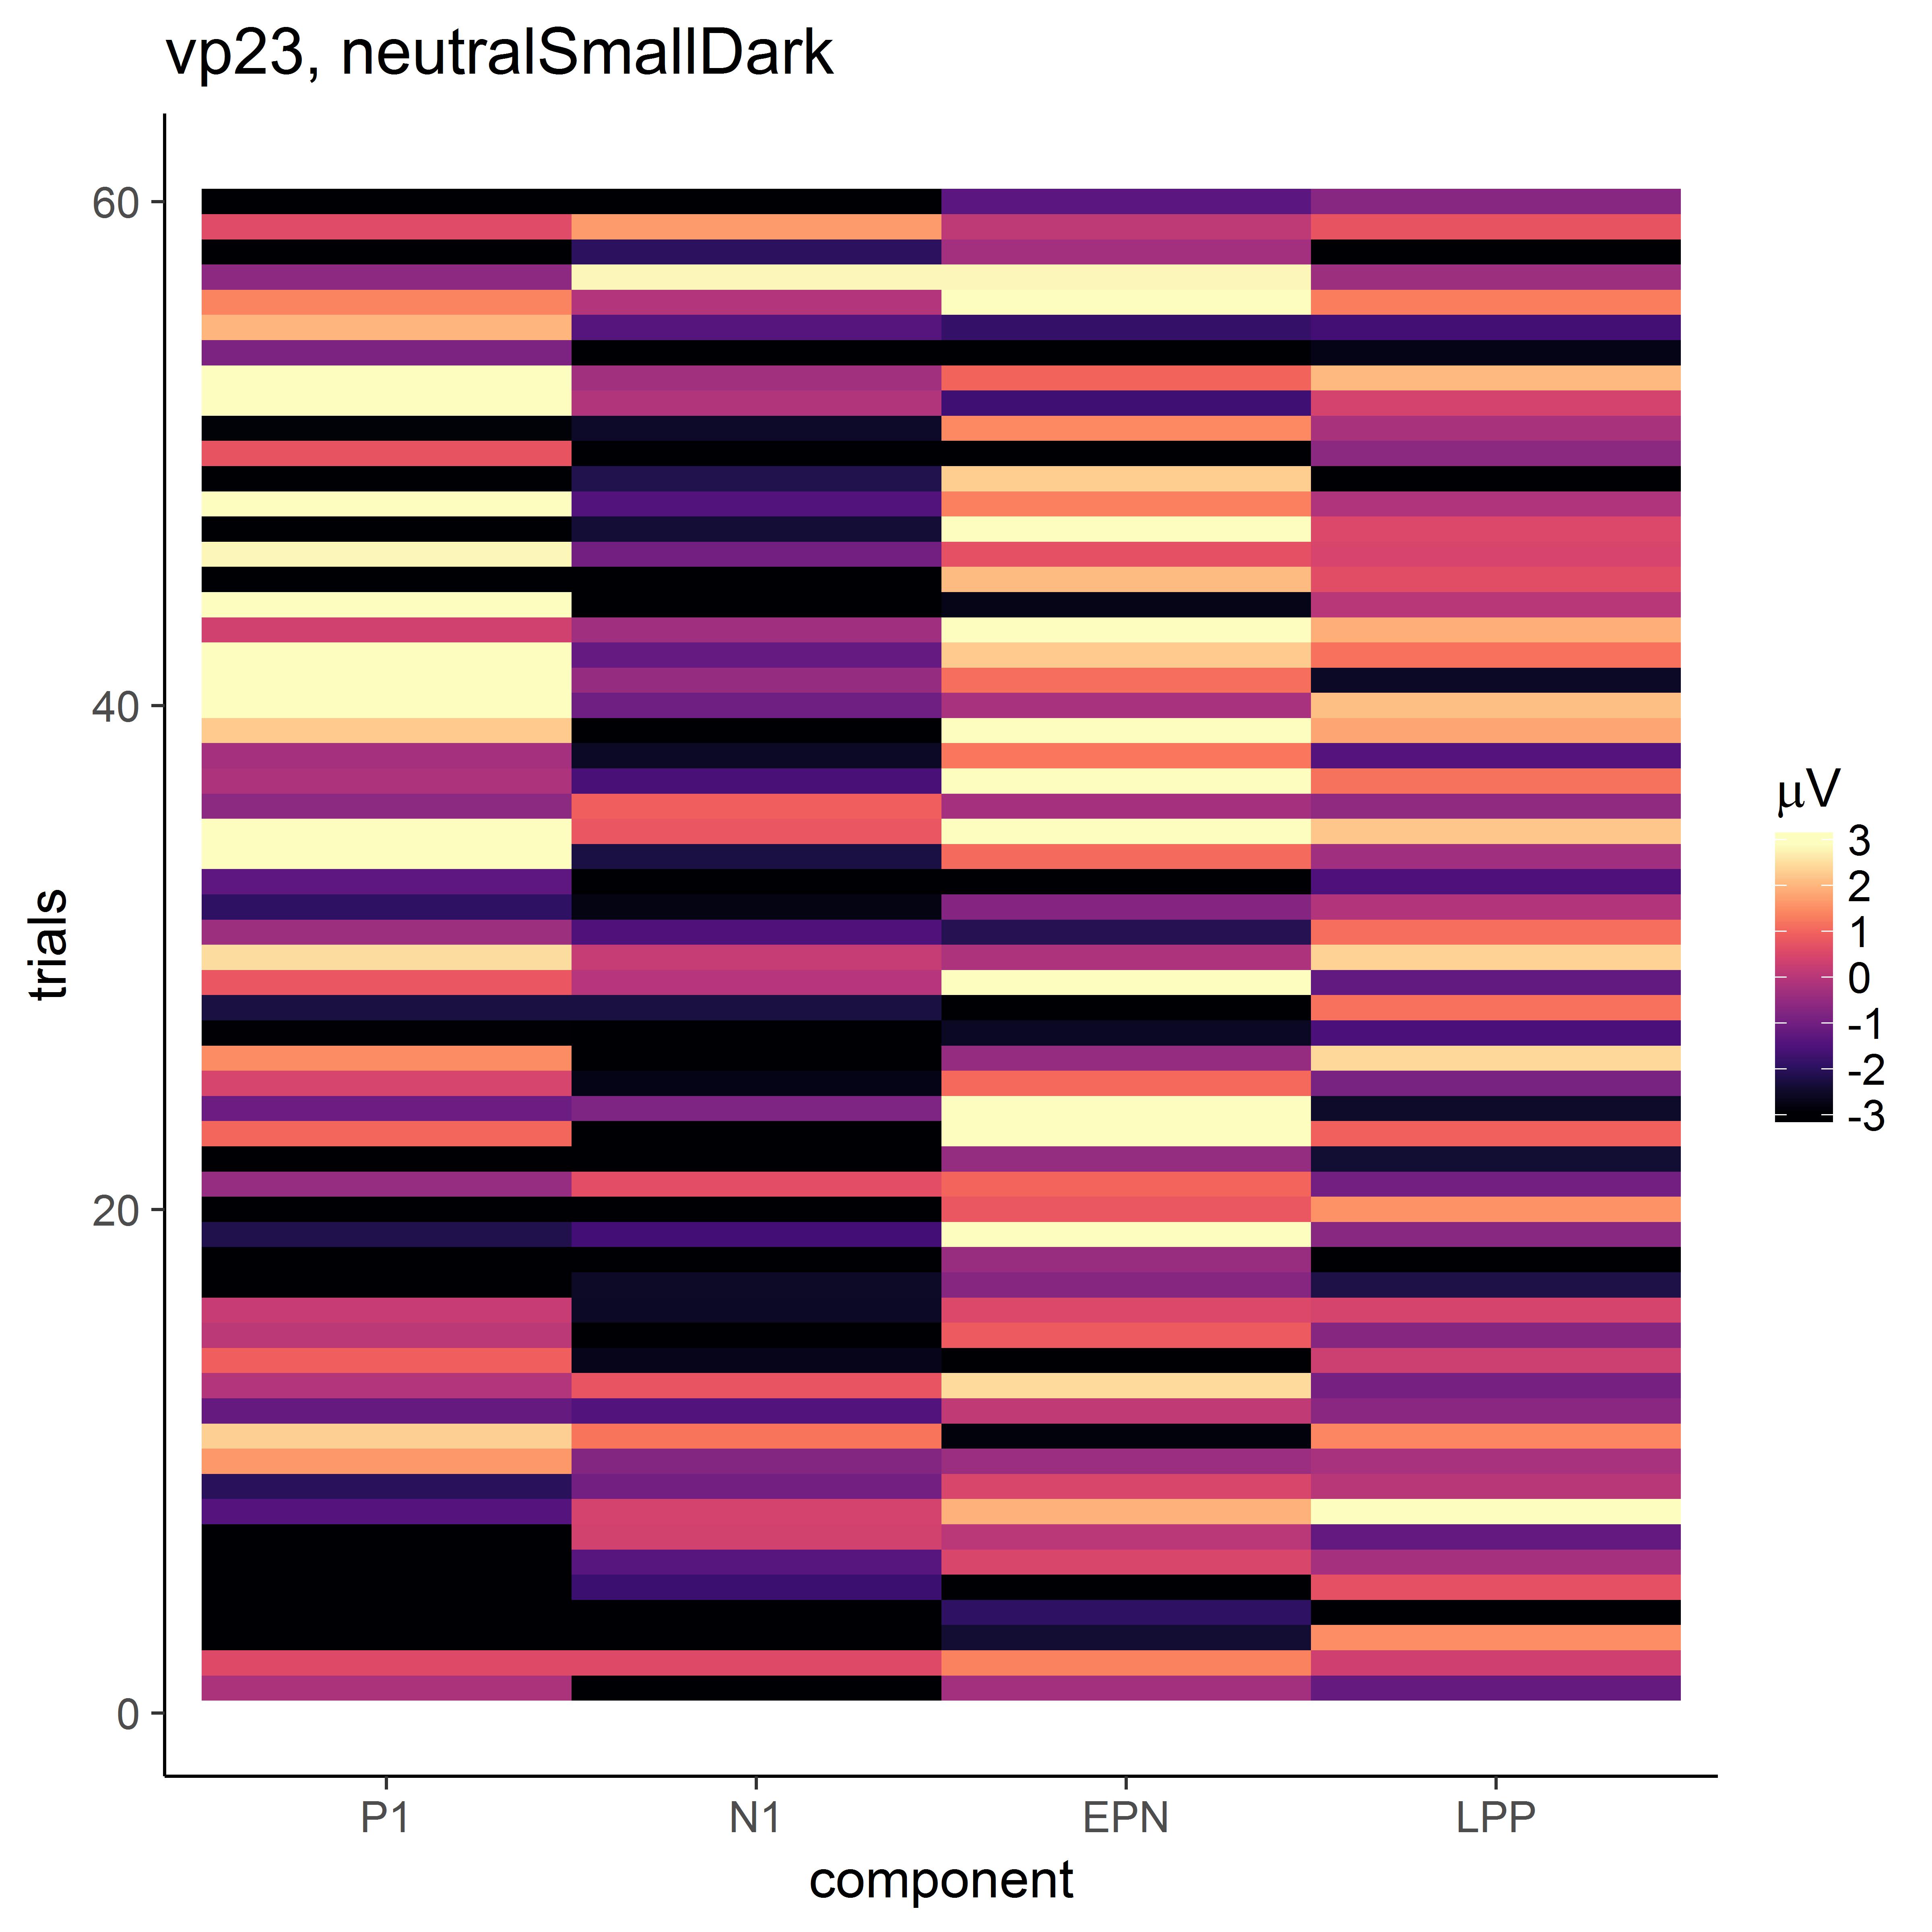 vp23, neutralSmallDark
60
40
20
0
trials
P1 N1 EPN LPP
component
μV
3
2
1
0
-1
-2
-3